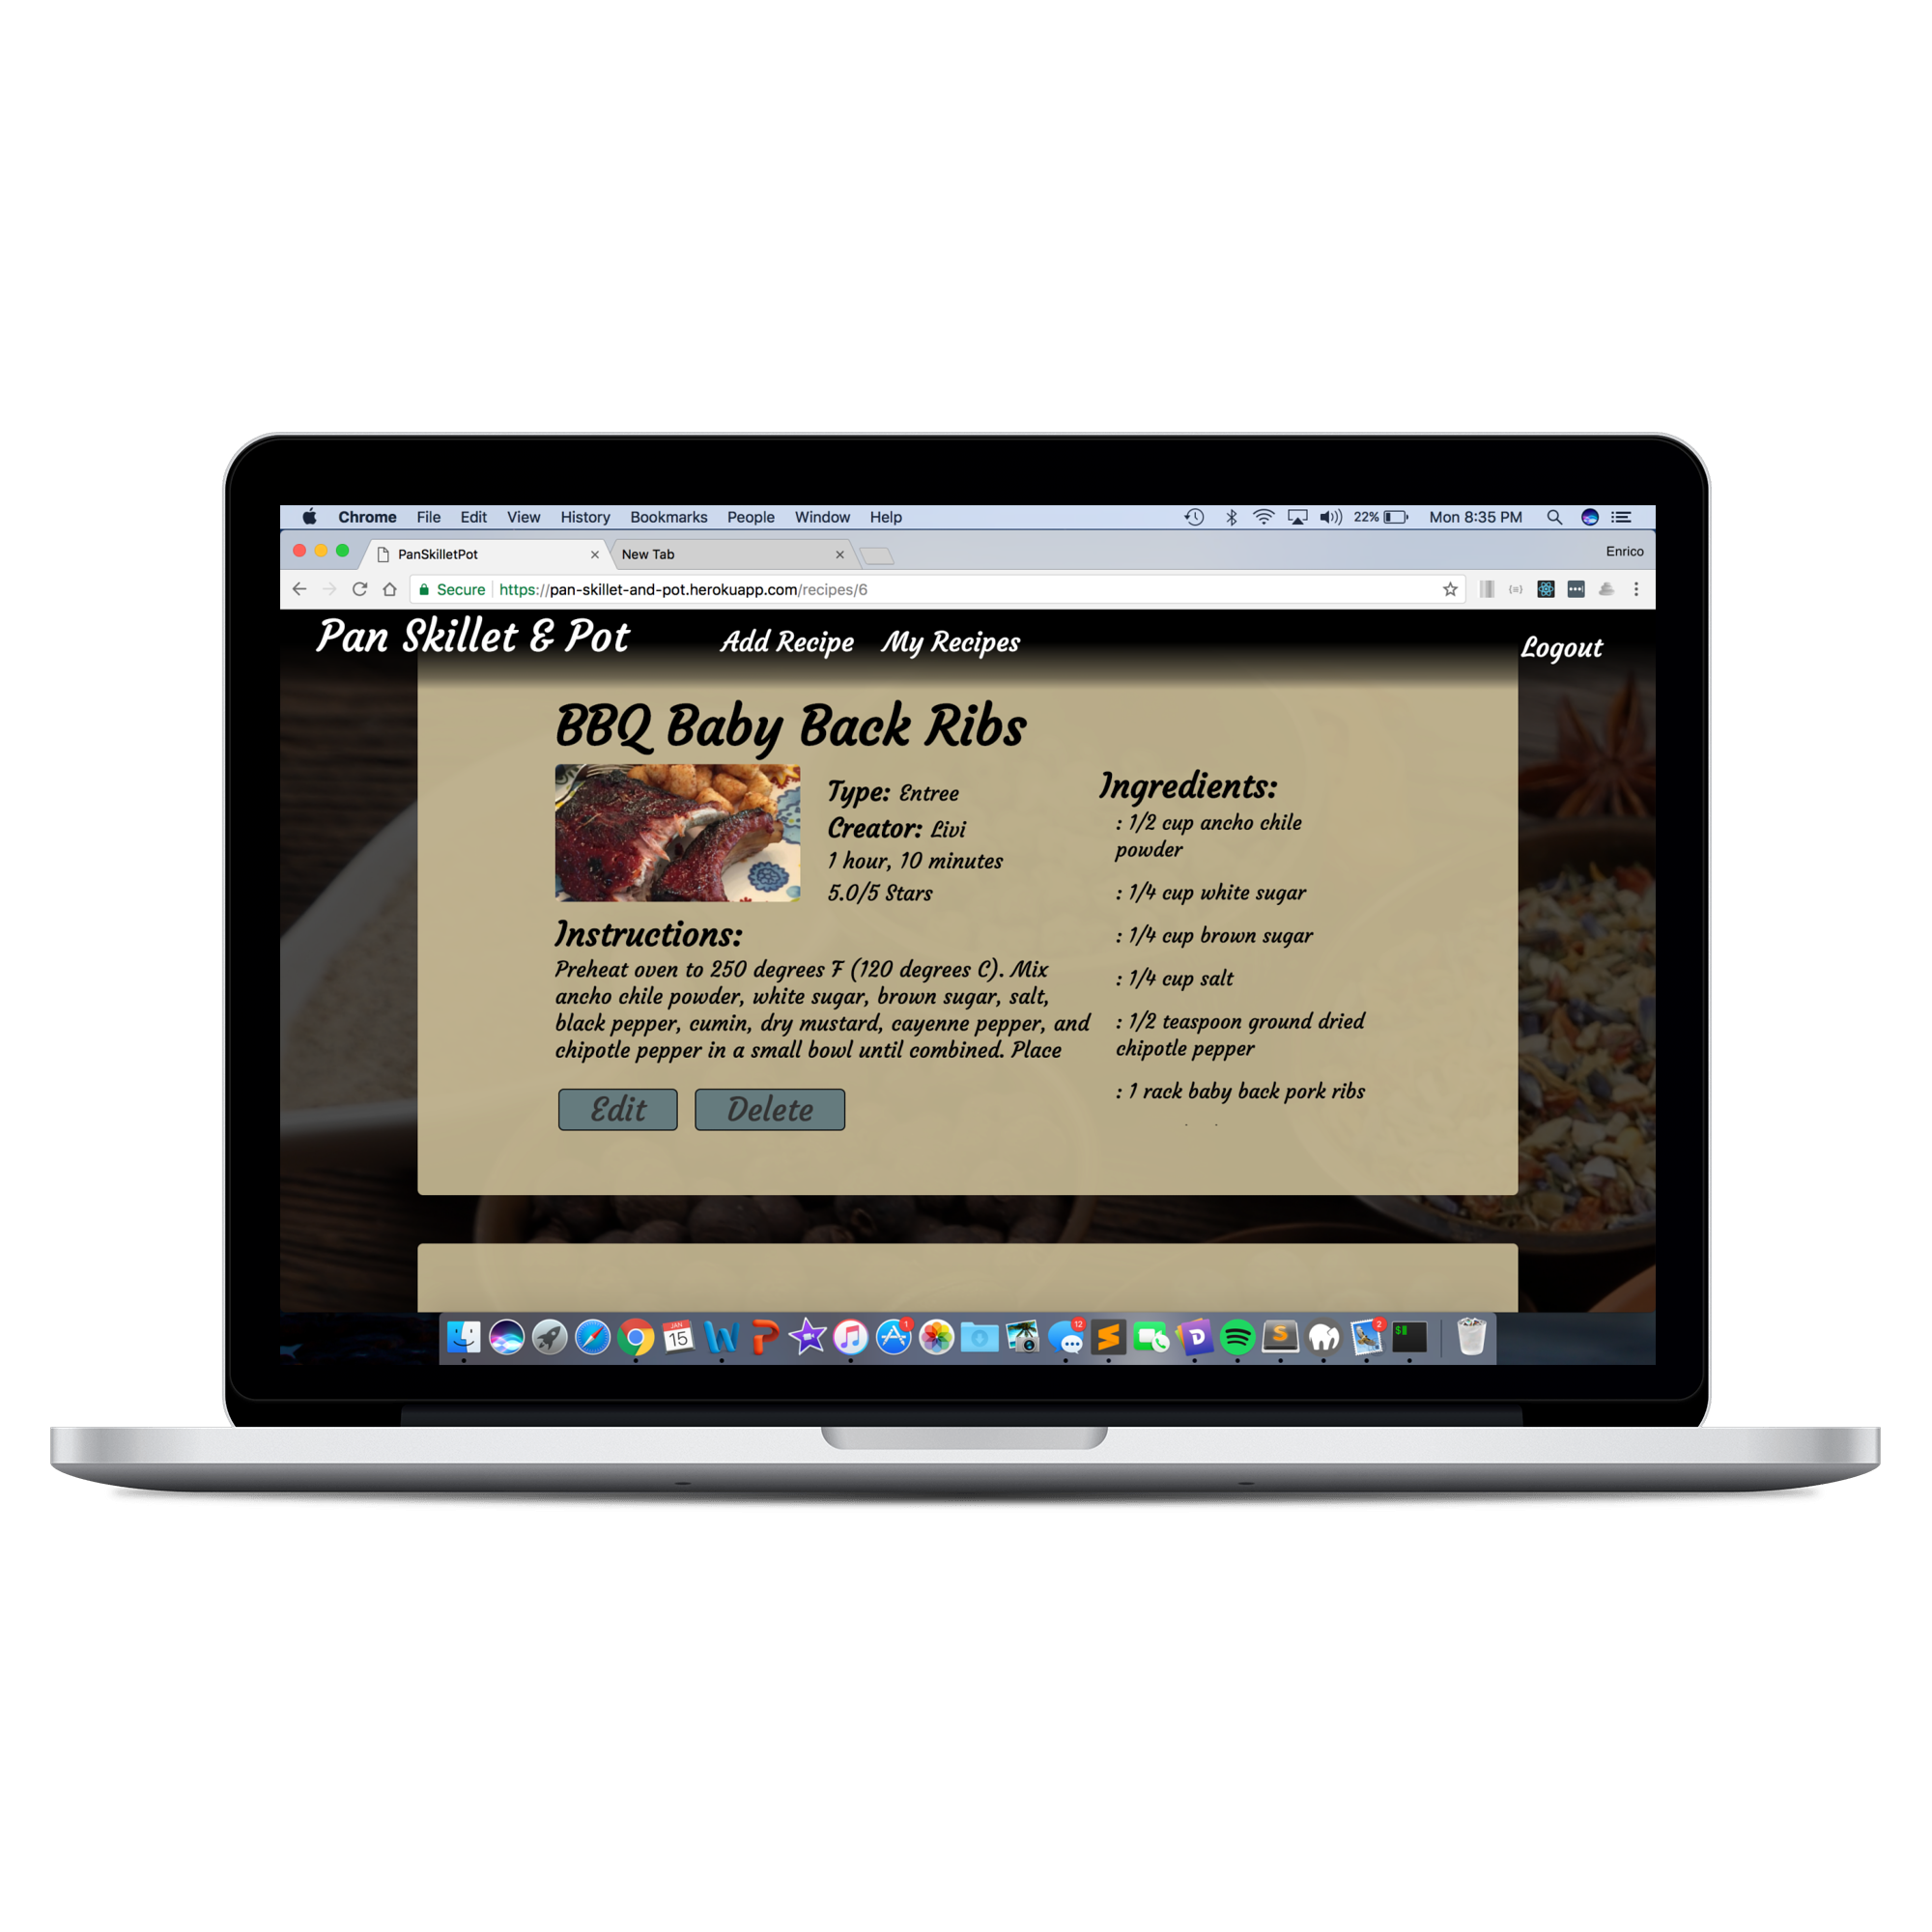 Chrome File Edit View History Bookmarks People Window Help 22% Mon 8:35 PM
PanSkilletPot New Tab Enrico
Secure https://pan-skillet-and-pot.herokuapp.com/recipes/6
Pan Skillet & Pot Add Recipe My Recipes Logout
BBQ Baby Back Ribs
Type: Entree
Creator: Livi
1 hour, 10 minutes
5.0/5 Stars
Instructions:
Preheat oven to 250 degrees F (120 degrees C). Mix
ancho chile powder, white sugar, brown sugar, salt,
black pepper, cumin, dry mustard, cayenne pepper, and
chipotle pepper in a small bowl until combined. Place
Edit Delete
Ingredients:
: 1/2 cup ancho chile
powder
: 1/4 cup white sugar
: 1/4 cup brown sugar
: 1/4 cup salt
: 1/2 teaspoon ground dried
chipotle pepper
: 1 rack baby back pork ribs
JAN
15
1
12
2